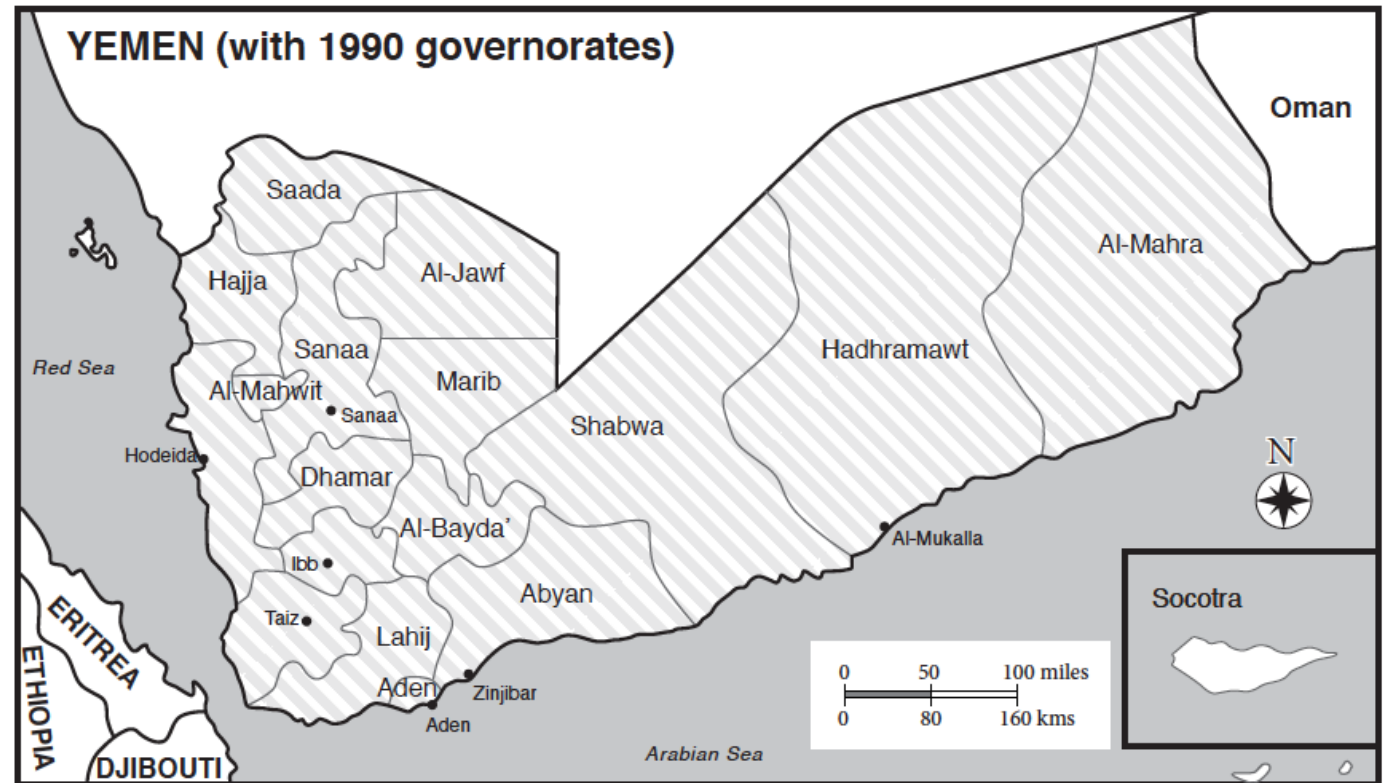 YEMEN (with 1990 governorates)
Oman
Saada
Al-Mahra
Hajja
Al-Jawf
Sanaa
Hadhramawt
Red Sea
Al-Mahwit
Marib
Sanaa
Shabwa
Hodeida
Dhamar
N
Al-Bayda’
Al-Mukalla
Ibb
Abyan
Socotra
Taiz
Lahij
ERITREA
ETHIOPIA
0 50 100 miles
0 80 160 kms
Aden
Zinjibar
Aden
Arabian Sea
DJIBOUTI